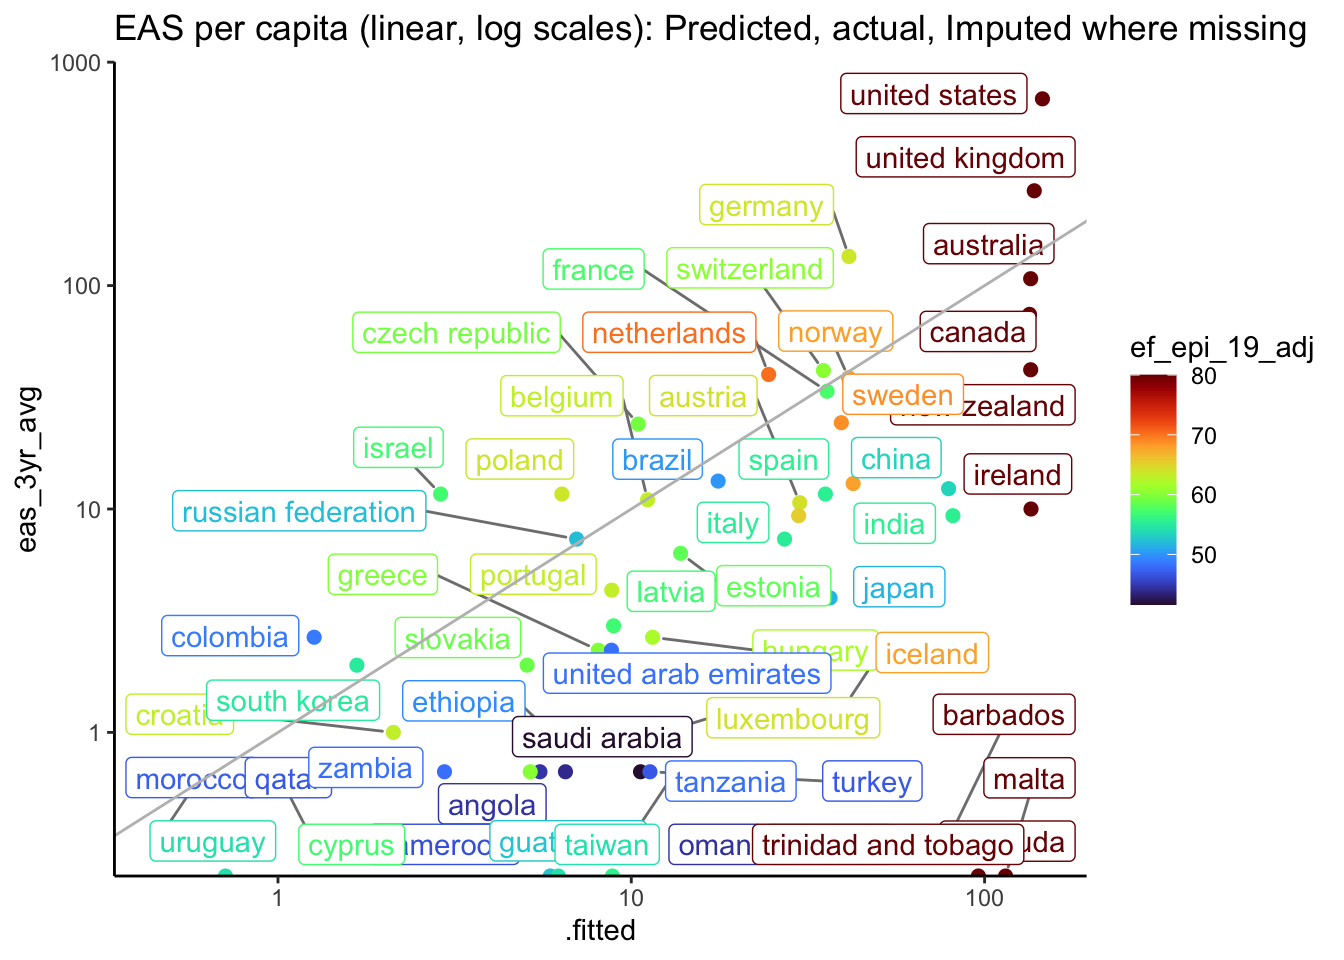 EAS per capita (linear, log scales): Predicted, actual, Imputed where missing
1000
100
10
1
eas_3yr_avg
united states
united kingdom
germany
australia
france
switzerland
czech republic
netherlands
norway
canada
belgium
austria
sweden
zealand
israel
poland
brazil
spain
china
ireland
russian federation
italy
india
greece
portugal
latvia
estonia
japan
colombia
slovakia
hungary
iceland
united arab emirates
croatia
south korea
ethiopia
luxembourg
barbados
saudi arabia
morocco
qatar
zambia
tanzania
turkey
malta
angola
uruguay
cyprus
taiwan
oman
trinidad and tobago
1
10
100
.fitted
ef_epi_19_adj
80
70
60
50